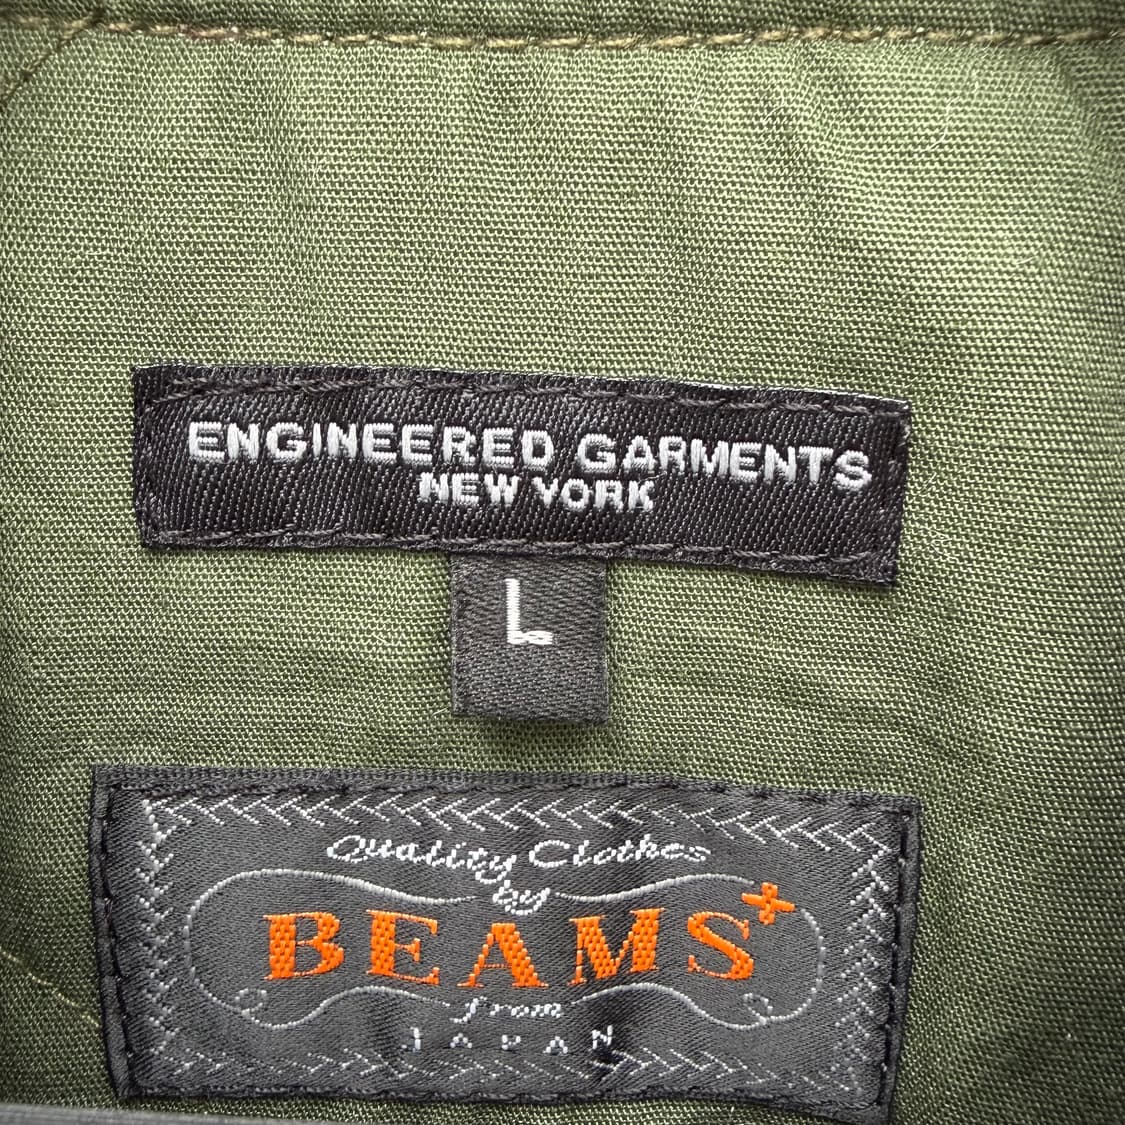 ENGINEERED GARMENTS
NEW YORK
L
Quality Clothes
by
BEAMS+
from
JAPAN